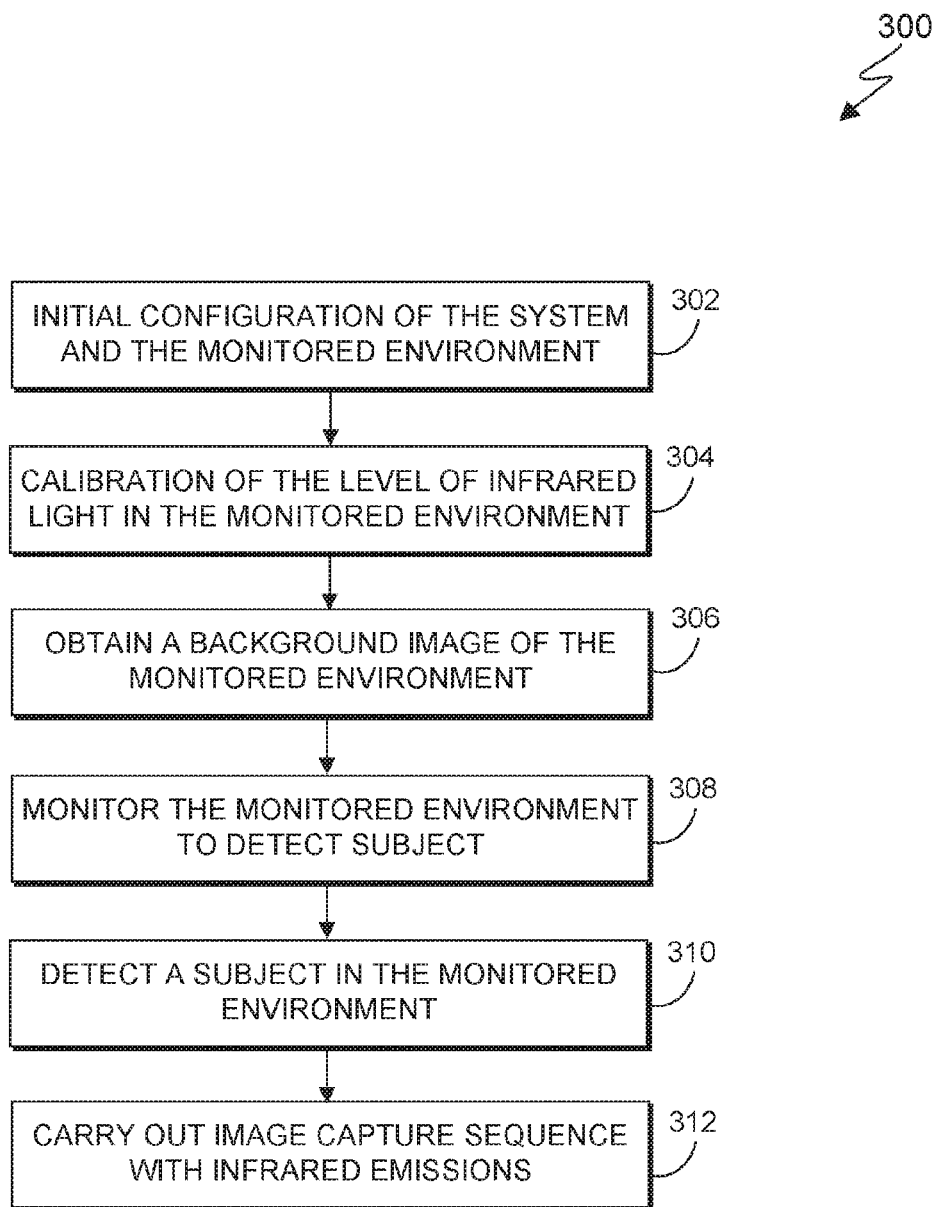 300
INITIAL CONFIGURATION OF THE SYSTEM
AND THE MONITORED ENVIRONMENT
302
CALIBRATION OF THE LEVEL OF INFRARED
LIGHT IN THE MONITORED ENVIRONMENT
304
OBTAIN A BACKGROUND IMAGE OF THE
MONITORED ENVIRONMENT
306
MONITOR THE MONITORED ENVIRONMENT
TO DETECT SUBJECT
308
DETECT A SUBJECT IN THE MONITORED
ENVIRONMENT
310
CARRY OUT IMAGE CAPTURE SEQUENCE
WITH INFRARED EMISSIONS
312